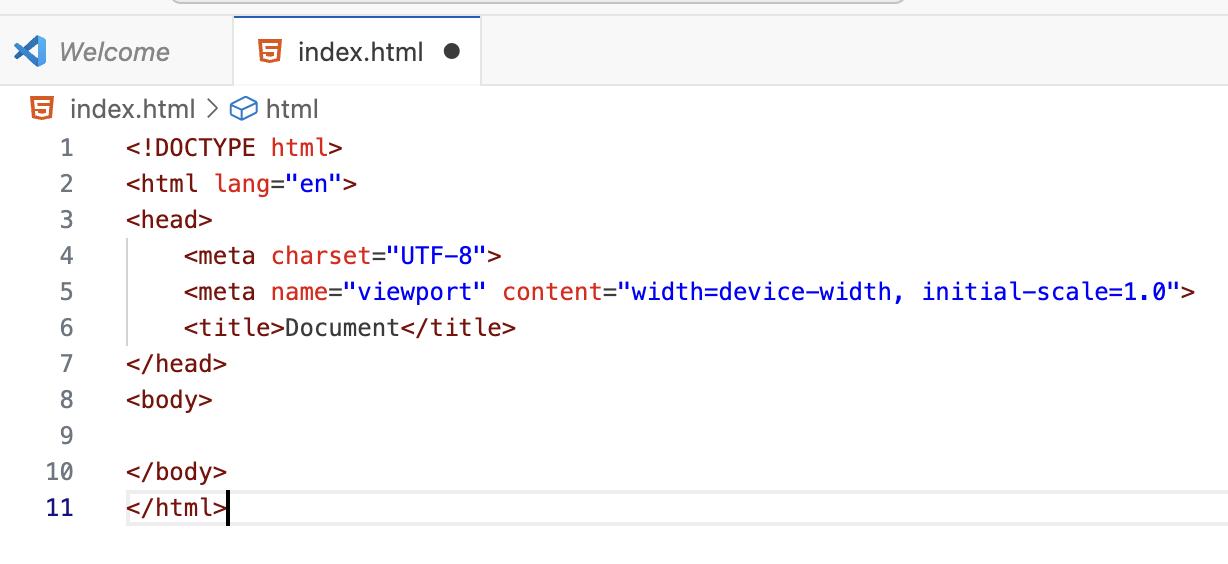 Welcome index.html
index.html > html
1 <!DOCTYPE html>
2 <html lang="en">
3 <head>
4     <meta charset="UTF-8">
5     <meta name="viewport" content="width=device-width, initial-scale=1.0">
6     <title>Document</title>
7 </head>
8 <body>
9
10 </body>
11 </html>